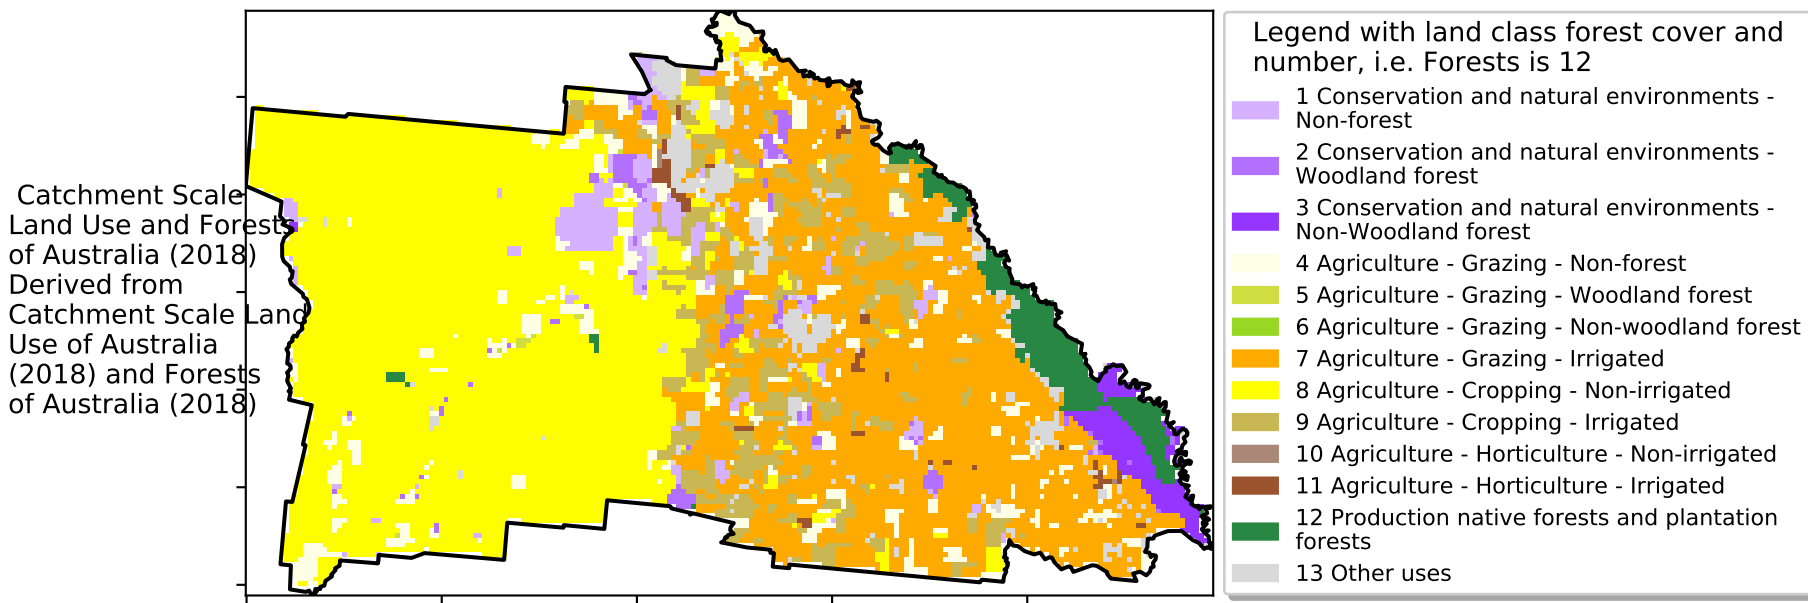 Catchment Scale
Land Use and Forests
of Australia (2018)
Derived from
Catchment Scale Land
Use of Australia
(2018) and Forests
of Australia (2018)
Legend with land class forest cover and
number, i.e. Forests is 12
1 Conservation and natural environments -
Non-forest
2 Conservation and natural environments -
Woodland forest
3 Conservation and natural environments -
Non-Woodland forest
4 Agriculture - Grazing - Non-forest
5 Agriculture - Grazing - Woodland forest
6 Agriculture - Grazing - Non-woodland forest
7 Agriculture - Grazing - Irrigated
8 Agriculture - Cropping - Non-irrigated
9 Agriculture - Cropping - Irrigated
10 Agriculture - Horticulture - Non-irrigated
11 Agriculture - Horticulture - Irrigated
12 Production native forests and plantation
forests
13 Other uses